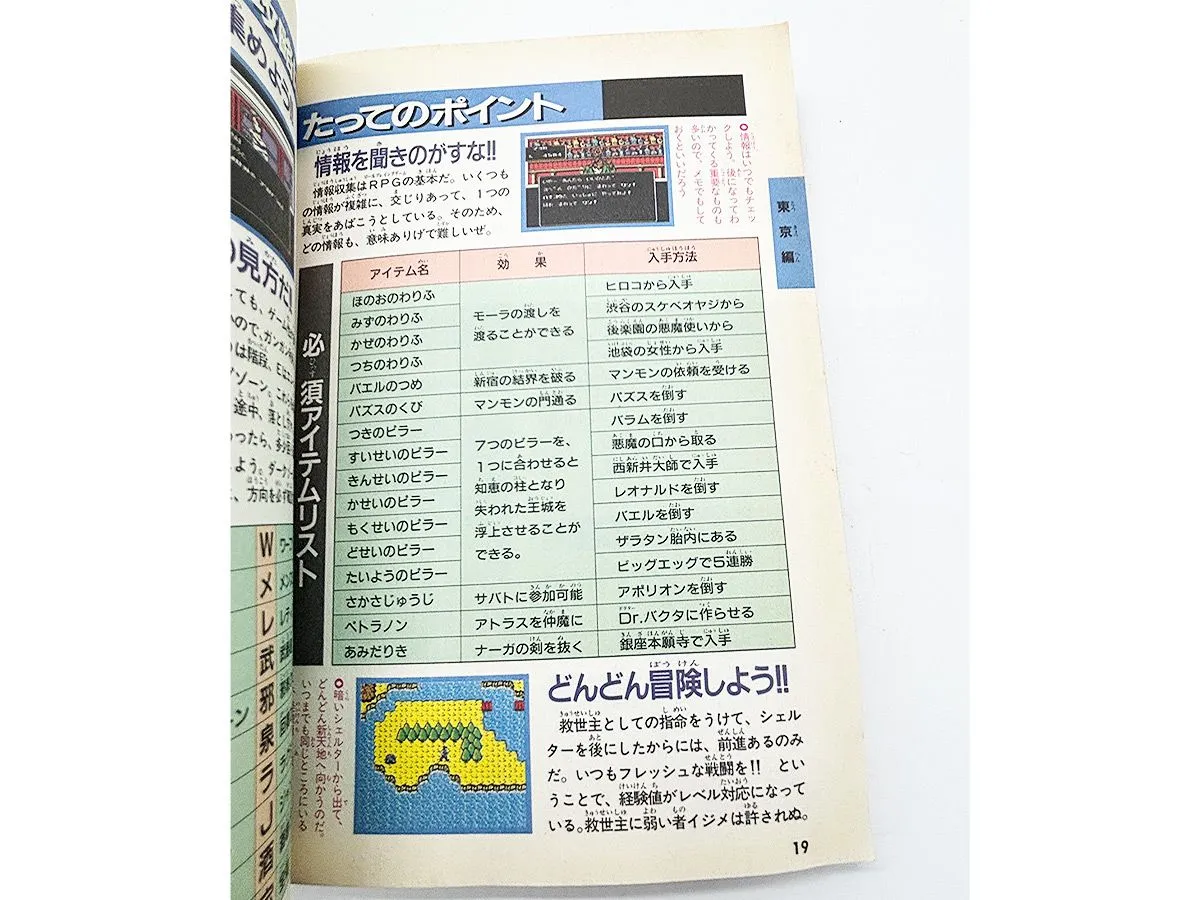 たってのポイント
情報を聞きのがすな!!
情報収集はRPGの基本だ。いくつも
の情報が複雑に、交じりあって、1つの
真実をあばこうとしている。そのため、
どの情報も、意味ありげで難しいぜ。
●情報はいつでもチェッ
クしよう。後になってわ
かってくる重要なものも
多いので、メモでもして
おくといいだろう
東京編
必須アイテムリスト
アイテム名 効果 入手方法
ほのおのわりふ ヒロコから入手
みずのわりふ モーラの渡しを 渋谷のスケベオヤジから
かぜのわりふ 渡ることができる 後楽園の悪魔使いから
つちのわりふ 池袋の女性から入手
バエルのつめ 新宿の結界を破る マンモンの依頼を受ける
パズスのくび マンモンの門通る パズスを倒す
つきのピラー バラムを倒す
すいせいのピラー 7つのピラーを、 悪魔の口から取る
きんせいのピラー 1つに合わせると 西新井大師で入手
かせいのピラー 知恵の柱となり レオナルドを倒す
もくせいのピラー 失われた王城を バエルを倒す
どせいのピラー 浮上させることが ザラタン胎内にある
たいようのピラー できる。 ビッグエッグで5連勝
さかさじゅうじ サバトに参加可能 アポリオンを倒す
ペトラノン アトラスを仲魔に Dr.バクタに作らせる
あみだりき ナーガの剣を抜く 銀座本願寺で入手
●暗いシェルターから出て、
どんどん新天地へ向かうのだ。
いつまでも同じところにいる
どんどん冒険しよう!!
救世主としての指命をうけて、シェル
ターを後にしたからには、前進あるのみ
だ。いつもフレッシュな戦闘を!! とい
うことで、経験値がレベル対応になって
いる。救世主に弱い者イジメは許されぬ。
19
集めよう
の見方だ
W
メ
レ
武
邪
泉
ラ
J
酒